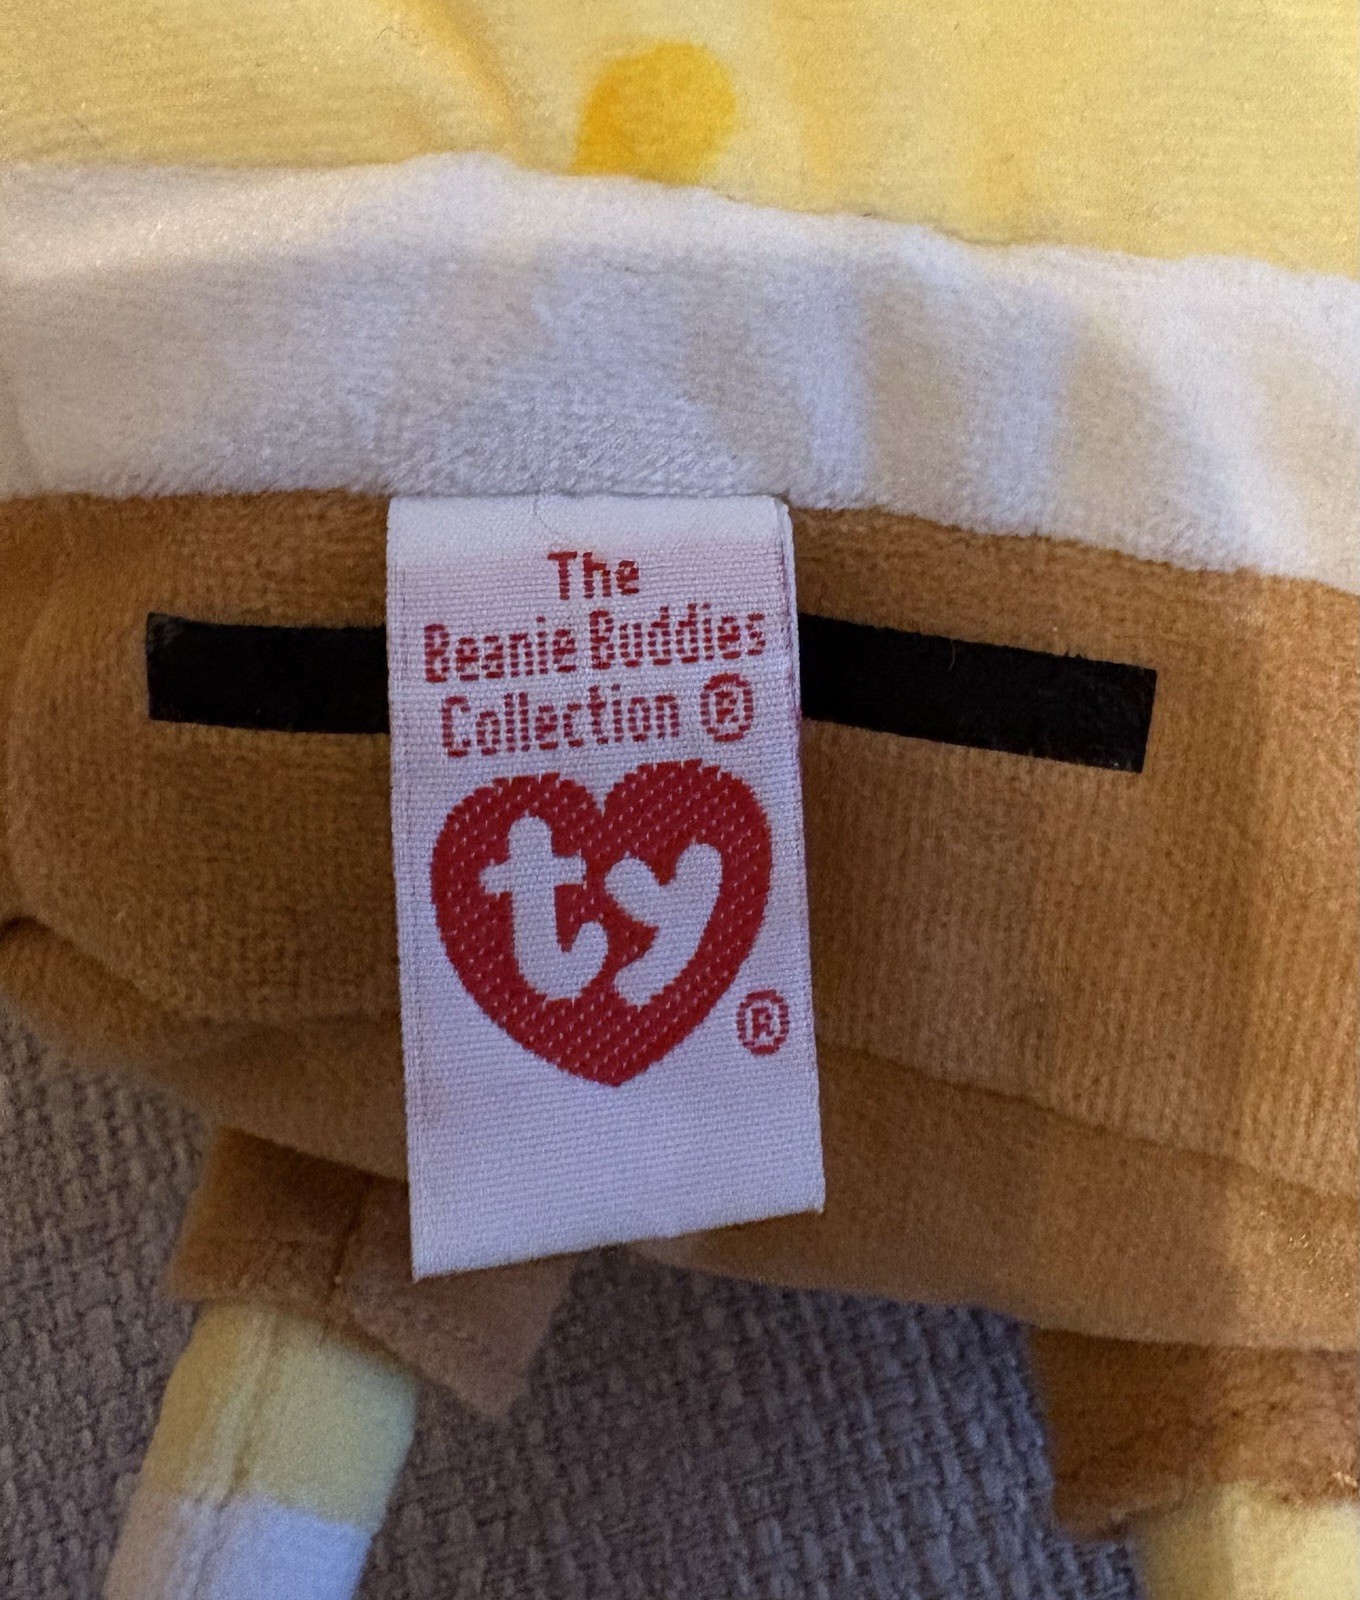 The
Beanie Buddies
Collection ®
ty
®